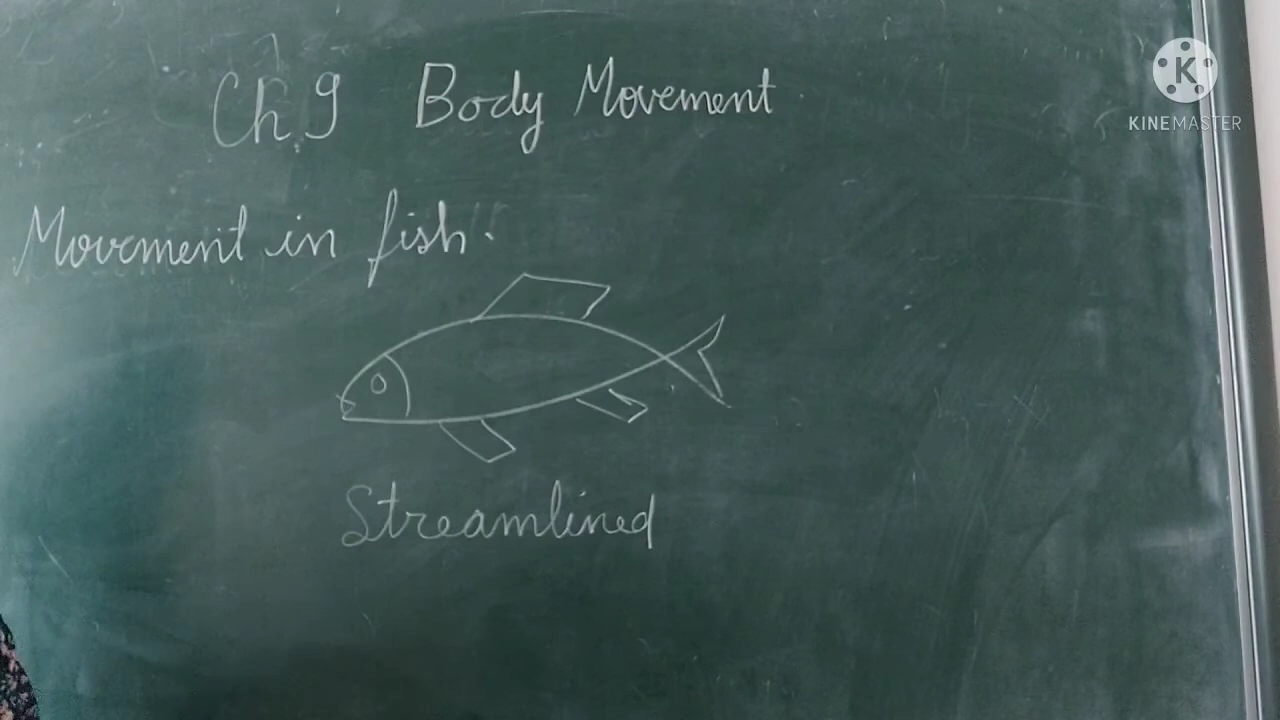 Ch. 9 Body Movement
KINEMASTER
Movement in fish.
Streamlined